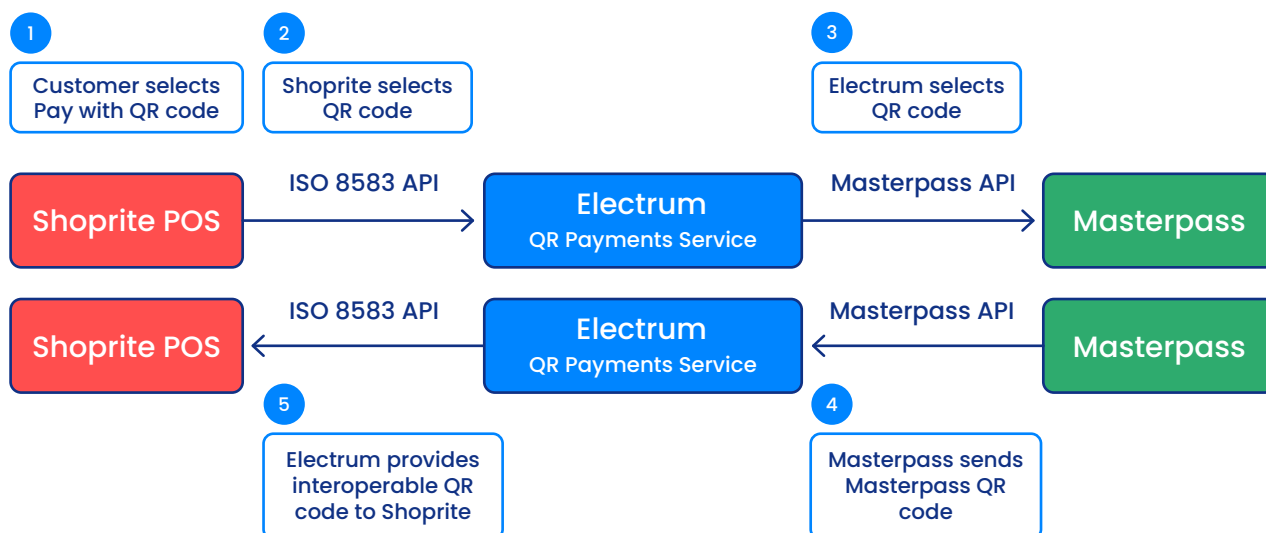 1
Customer selects
Pay with QR code
2
Shoprite selects
QR code
3
Electrum selects
QR code
Shoprite POS
ISO 8583 API
Electrum
QR Payments Service
Masterpass API
Masterpass
Shoprite POS
ISO 8583 API
Electrum
QR Payments Service
Masterpass API
Masterpass
5
Electrum provides
interoperable QR
code to Shoprite
4
Masterpass sends
Masterpass QR
code